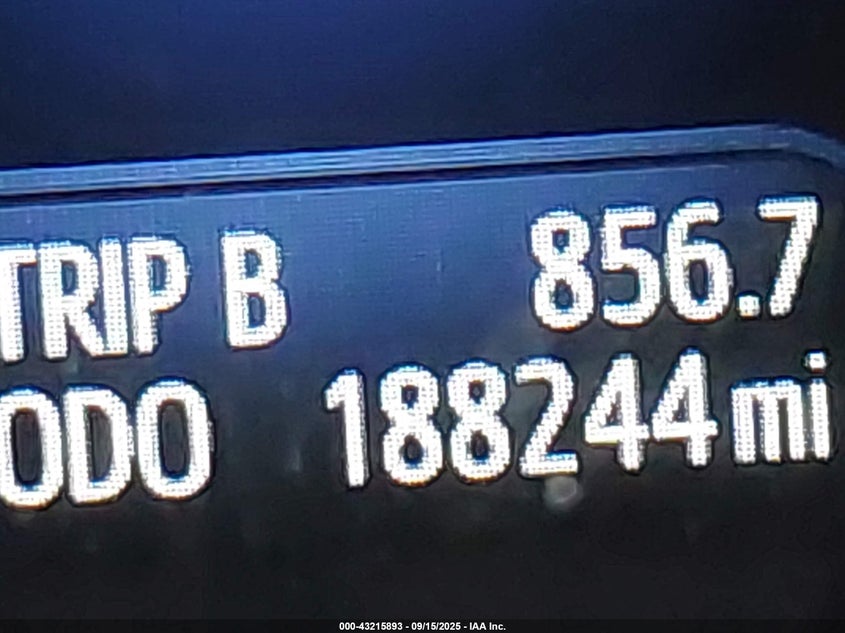 TRIP B 856.7
ODO 188244 mi
000-43215893 - 09/15/2025 - IAA Inc.